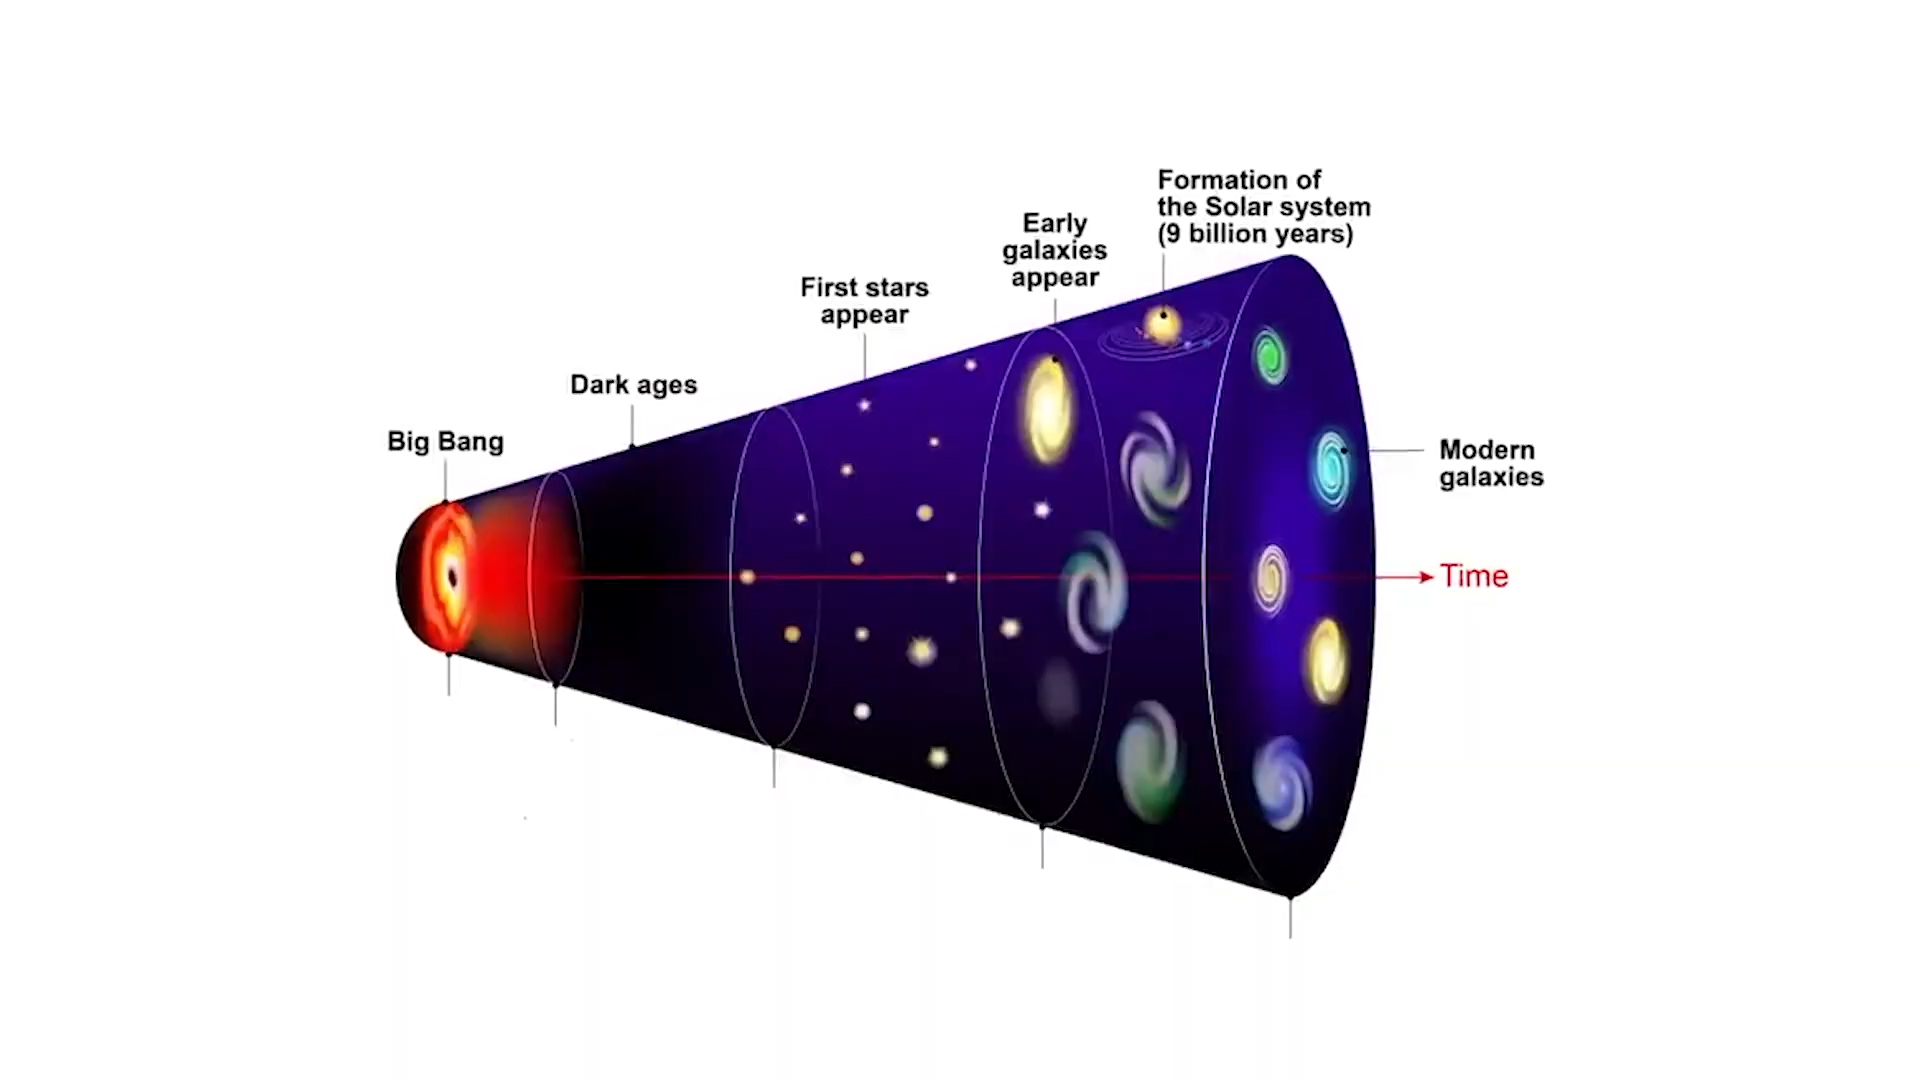 Big Bang
Dark ages
First stars
appear
Early
galaxies
appear
Formation of
the Solar system
(9 billion years)
Modern
galaxies
Time